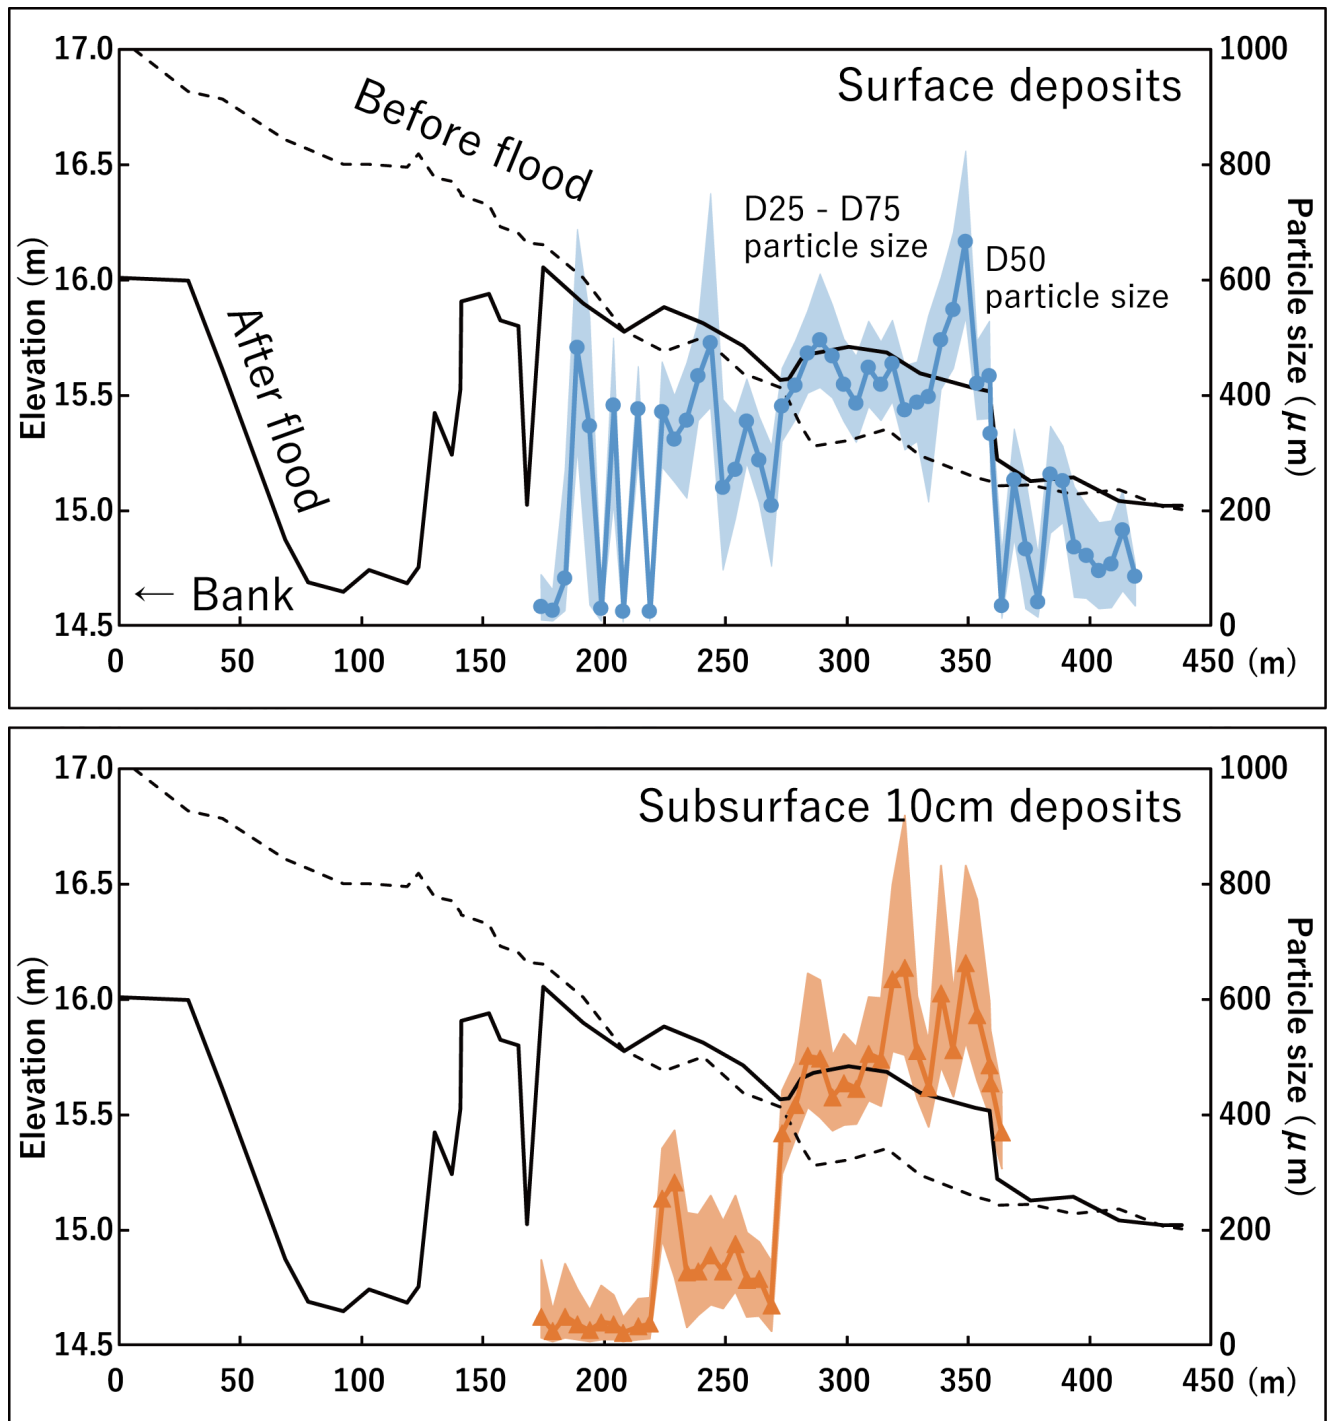 Surface deposits
Before flood
D25 - D75
particle size
D50
particle size
After flood
← Bank
Elevation (m)
17.0
16.5
16.0
15.5
15.0
14.5
1000
800
600
400
200
0
Particle size (μm)
0 50 100 150 200 250 300 350 400 450 (m)
Subsurface 10cm deposits
Elevation (m)
17.0
16.5
16.0
15.5
15.0
14.5
1000
800
600
400
200
0
Particle size (μm)
0 50 100 150 200 250 300 350 400 450 (m)